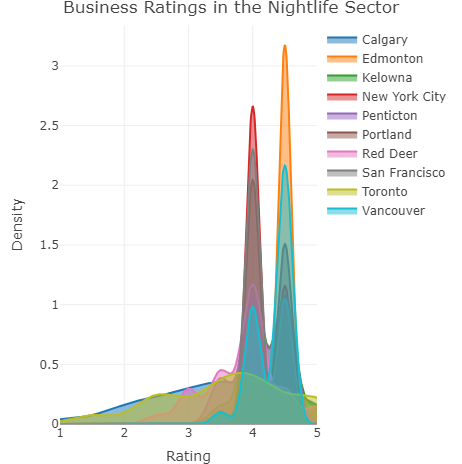 Business Ratings in the Nightlife Sector
Calgary
Edmonton
Kelowna
New York City
Penticton
Portland
Red Deer
San Francisco
Toronto
Vancouver
3
2.5
2
1.5
1
0.5
0
Density
1
2
3
4
5
Rating